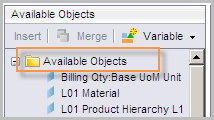 Available Objects
Insert Merge Variable
Available Objects
Billing Qty:Base UoM Unit
L01 Material
L01 Product Hierarchy L1